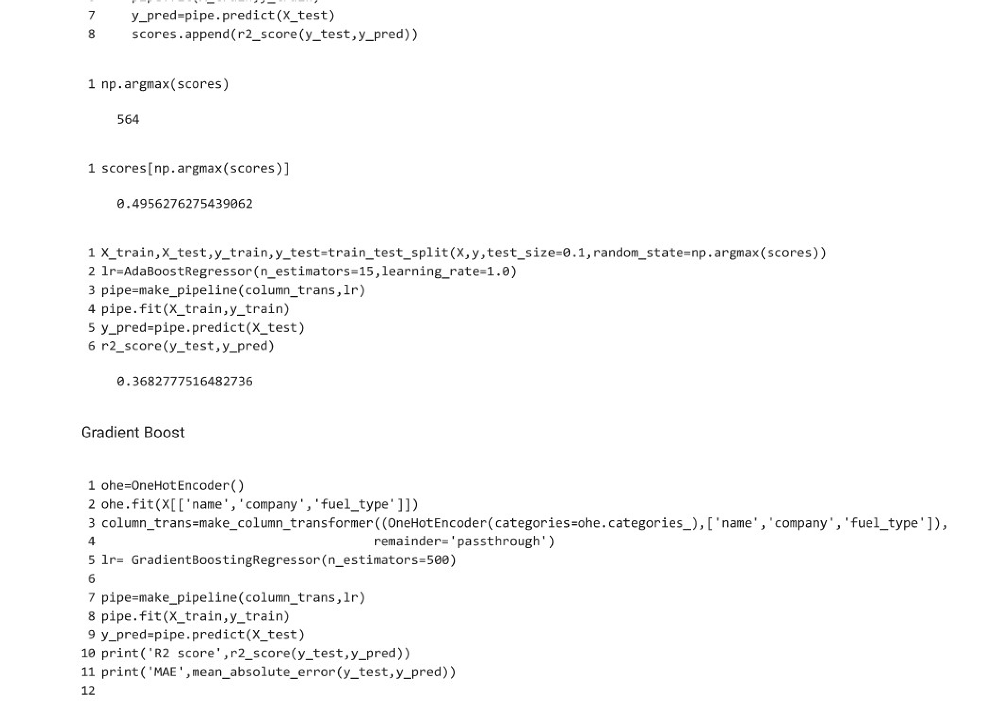 7     y_pred=pipe.predict(X_test)
8     scores.append(r2_score(y_test,y_pred))
1 np.argmax(scores)
564
1 scores[np.argmax(scores)]
0.4956276275439062
1 X_train,X_test,y_train,y_test=train_test_split(X,y,test_size=0.1,random_state=np.argmax(scores))
2 lr=AdaBoostRegressor(n_estimators=15,learning_rate=1.0)
3 pipe=make_pipeline(column_trans,lr)
4 pipe.fit(X_train,y_train)
5 y_pred=pipe.predict(X_test)
6 r2_score(y_test,y_pred)
0.3682777516482736
Gradient Boost
1 ohe=OneHotEncoder()
2 ohe.fit(X[['name','company','fuel_type']])
3 column_trans=make_column_transformer((OneHotEncoder(categories=ohe.categories_),['name','company','fuel_type']),
4                                     remainder='passthrough')
5 lr= GradientBoostingRegressor(n_estimators=500)
6
7 pipe=make_pipeline(column_trans,lr)
8 pipe.fit(X_train,y_train)
9 y_pred=pipe.predict(X_test)
10 print('R2 score',r2_score(y_test,y_pred))
11 print('MAE',mean_absolute_error(y_test,y_pred))
12